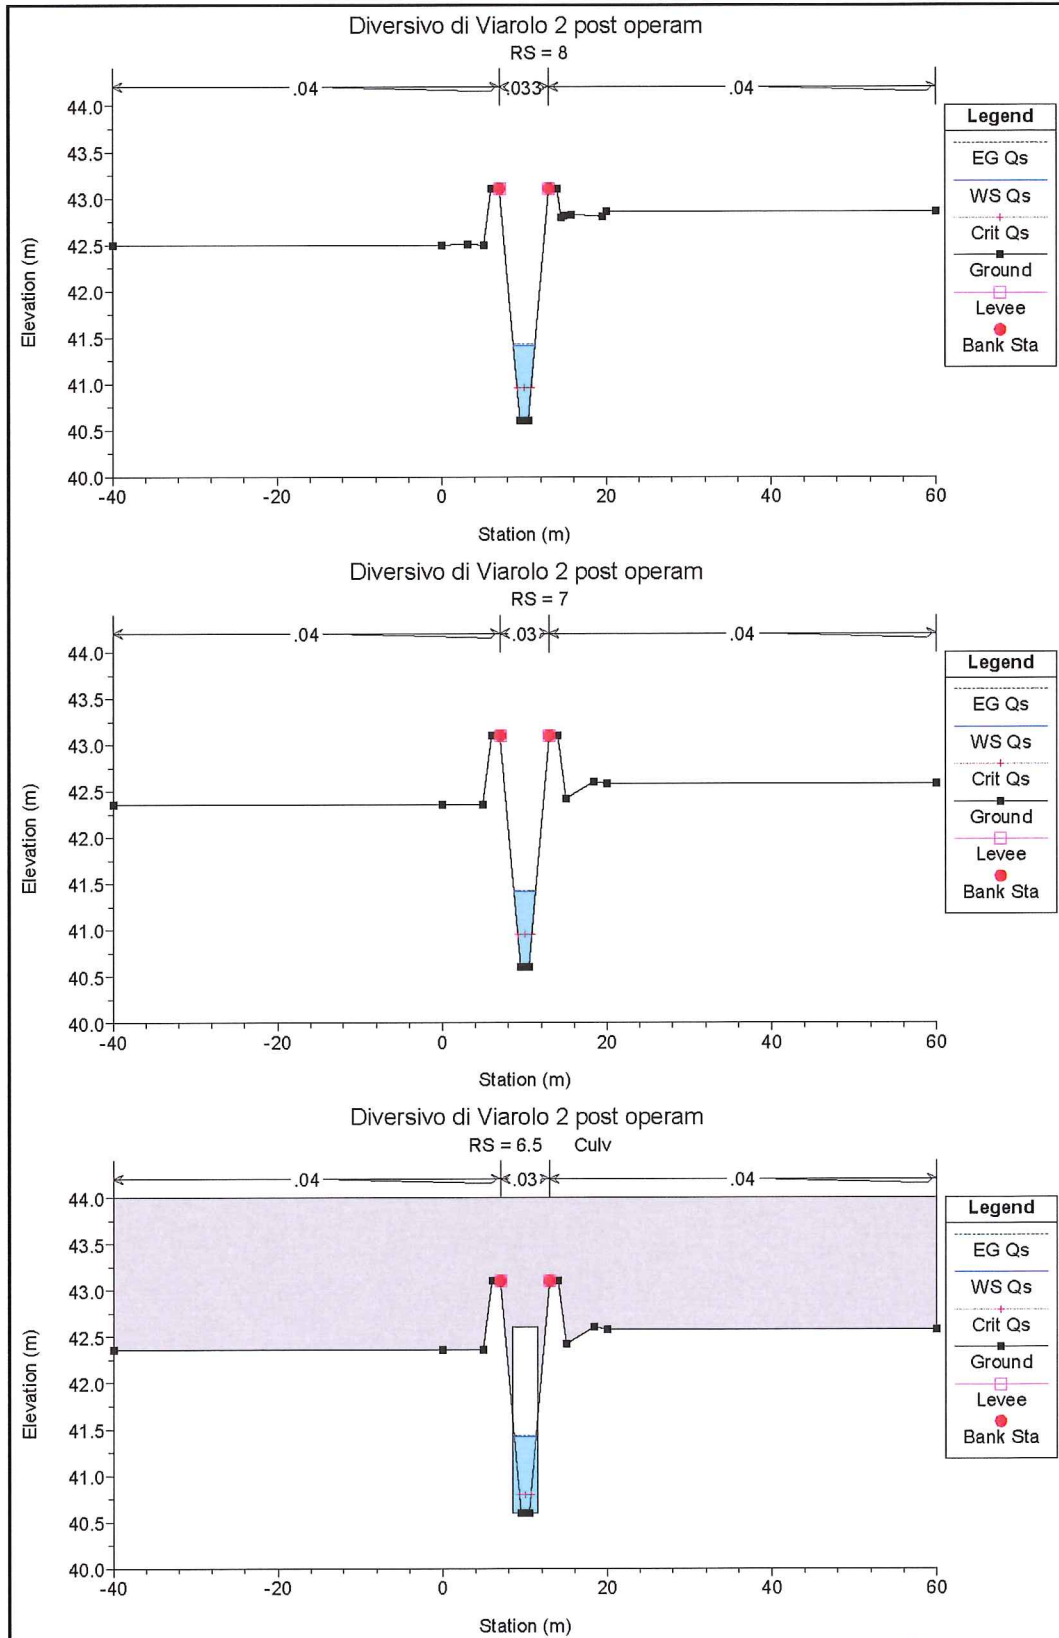 Diversivo di Viarolo 2 post operam
RS = 8
.04 .033 .04
44.0
43.5
43.0
42.5
42.0
41.5
41.0
40.5
40.0
Elevation (m)
-40 -20 0 20 40 60
Station (m)
Legend
EG Qs
WS Qs
Crit Qs
Ground
Levee
Bank Sta
Diversivo di Viarolo 2 post operam
RS = 7
.04 .03 .04
44.0
43.5
43.0
42.5
42.0
41.5
41.0
40.5
40.0
Elevation (m)
-40 -20 0 20 40 60
Station (m)
Legend
EG Qs
WS Qs
Crit Qs
Ground
Levee
Bank Sta
Diversivo di Viarolo 2 post operam
RS = 6.5 Culv
.04 .03 .04
44.0
43.5
43.0
42.5
42.0
41.5
41.0
40.5
40.0
Elevation (m)
-40 -20 0 20 40 60
Station (m)
Legend
EG Qs
WS Qs
Crit Qs
Ground
Levee
Bank Sta